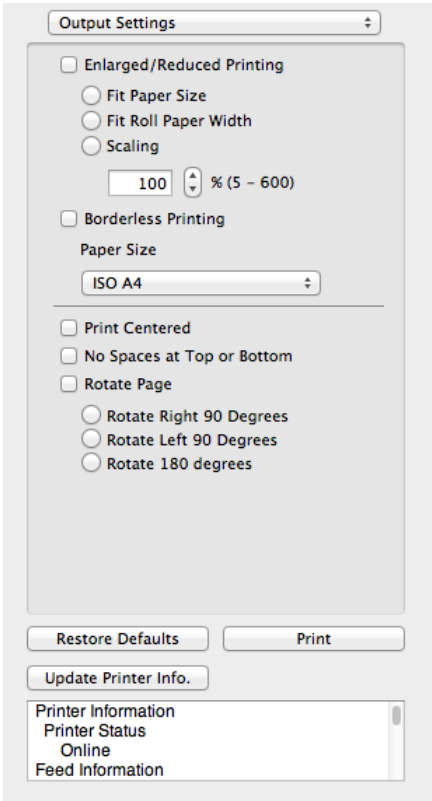 Output Settings
Enlarged/Reduced Printing
Fit Paper Size
Fit Roll Paper Width
Scaling
100 % (5 – 600)
Borderless Printing
Paper Size
ISO A4
Print Centered
No Spaces at Top or Bottom
Rotate Page
Rotate Right 90 Degrees
Rotate Left 90 Degrees
Rotate 180 degrees
Restore Defaults Print
Update Printer Info.
Printer Information
Printer Status
Online
Feed Information